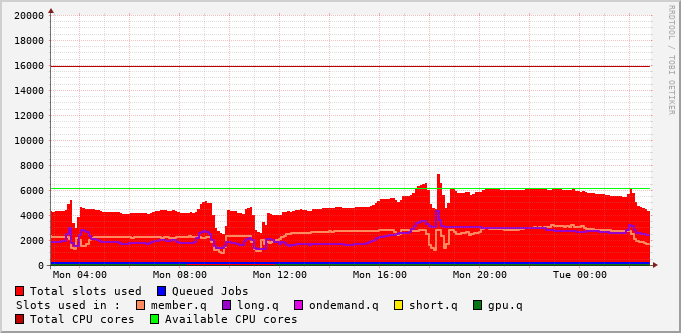 RRDTOOL / TOBI OETIKER
20000
18000
16000
14000
12000
10000
8000
6000
4000
2000
0
Mon 04:00 Mon 08:00 Mon 12:00 Mon 16:00 Mon 20:00 Tue 00:00
Total slots used Queued Jobs
Slots used in : member.q long.q ondemand.q short.q gpu.q
Total CPU cores Available CPU cores